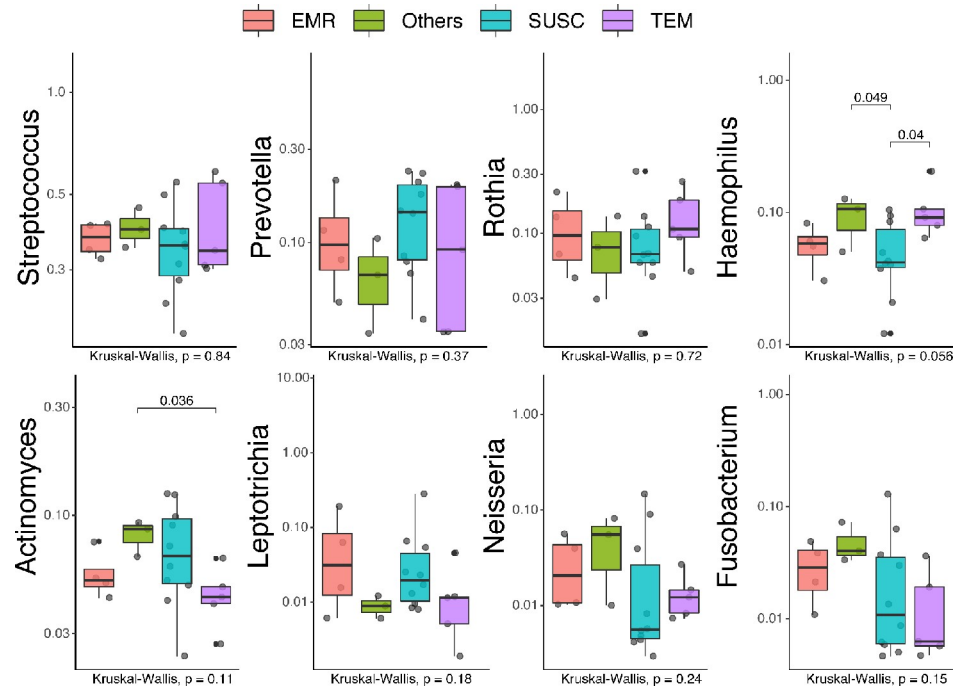 EMR Others SUSC TEM
Streptococcus
1.0
0.5
0.3
Kruskal-Wallis, p = 0.84
Prevotella
0.30
0.10
0.03
Kruskal-Wallis, p = 0.37
Rothia
1.00
0.30
0.10
0.03
Kruskal-Wallis, p = 0.72
Haemophilus
1.00
0.10
0.01
0.049
0.04
Kruskal-Wallis, p = 0.056
Actinomyces
0.30
0.10
0.03
0.036
Kruskal-Wallis, p = 0.11
Leptotrichia
10.00
1.00
0.10
0.01
Kruskal-Wallis, p = 0.18
Neisseria
1.00
0.10
0.01
Kruskal-Wallis, p = 0.24
Fusobacterium
1.00
0.10
0.01
Kruskal-Wallis, p = 0.15